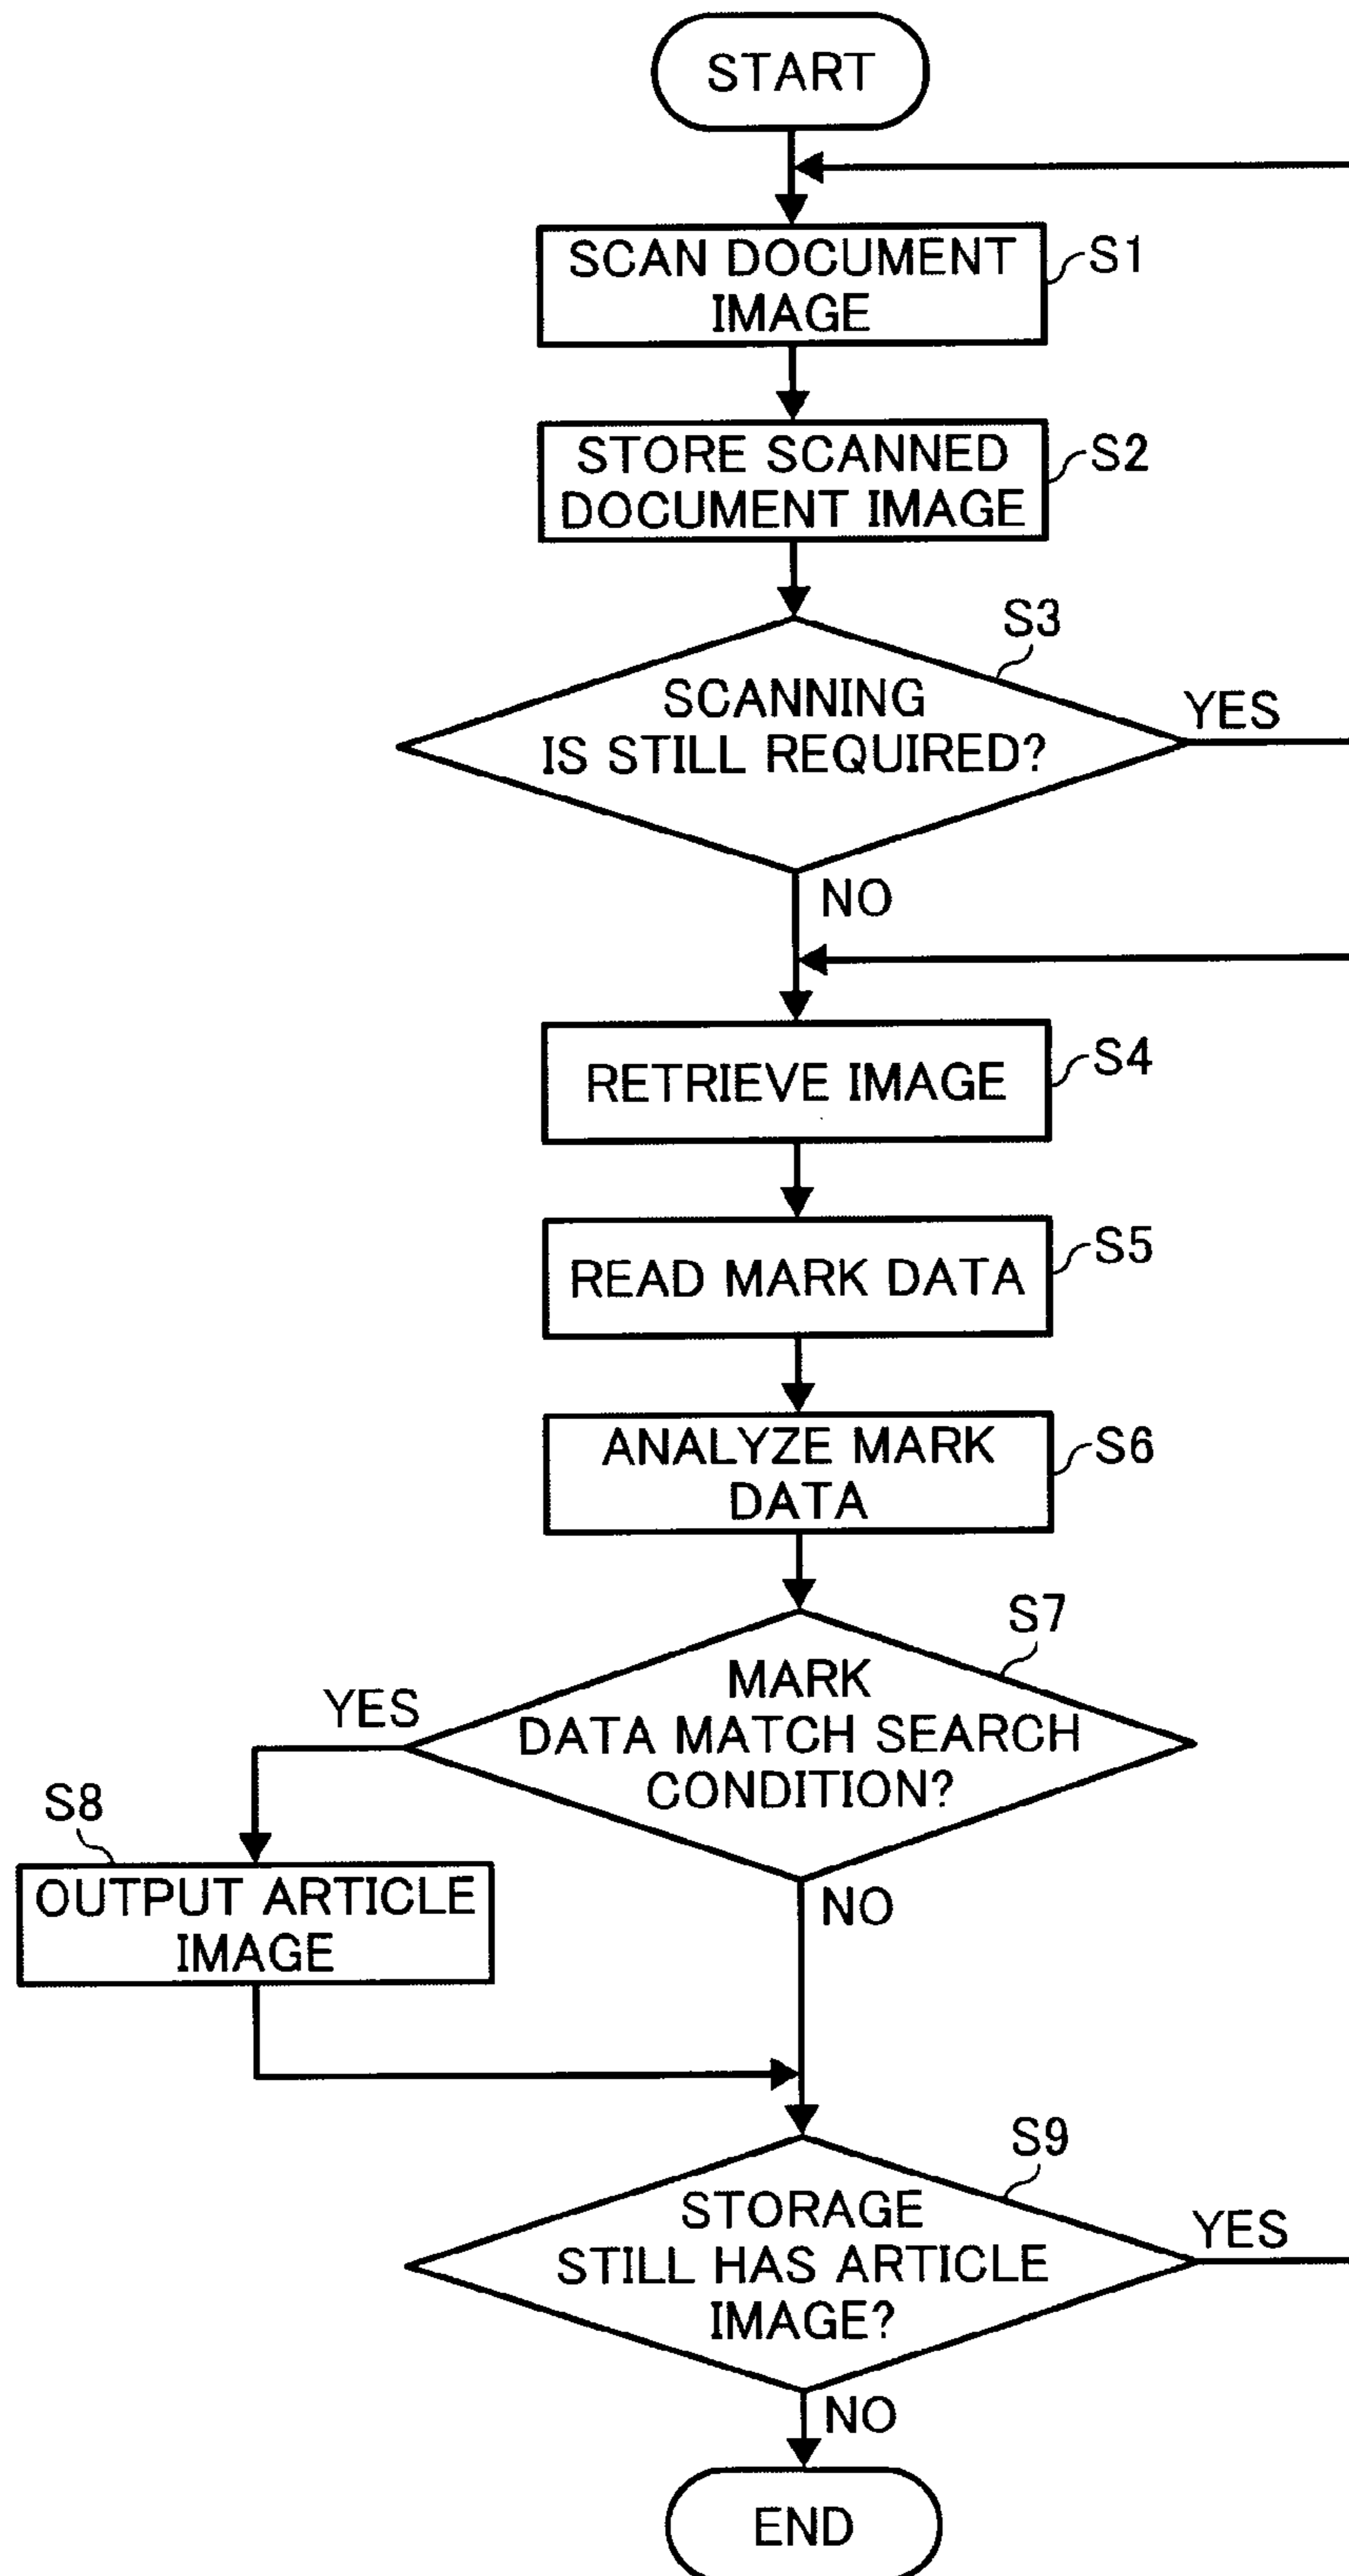 START
SCAN DOCUMENT
IMAGE
S1
STORE SCANNED
DOCUMENT IMAGE
S2
S3
SCANNING
IS STILL REQUIRED?
YES
NO
RETRIEVE IMAGE
S4
READ MARK DATA
S5
ANALYZE MARK
DATA
S6
S7
MARK
DATA MATCH SEARCH
CONDITION?
YES
NO
S8
OUTPUT ARTICLE
IMAGE
S9
STORAGE
STILL HAS ARTICLE
IMAGE?
YES
NO
END